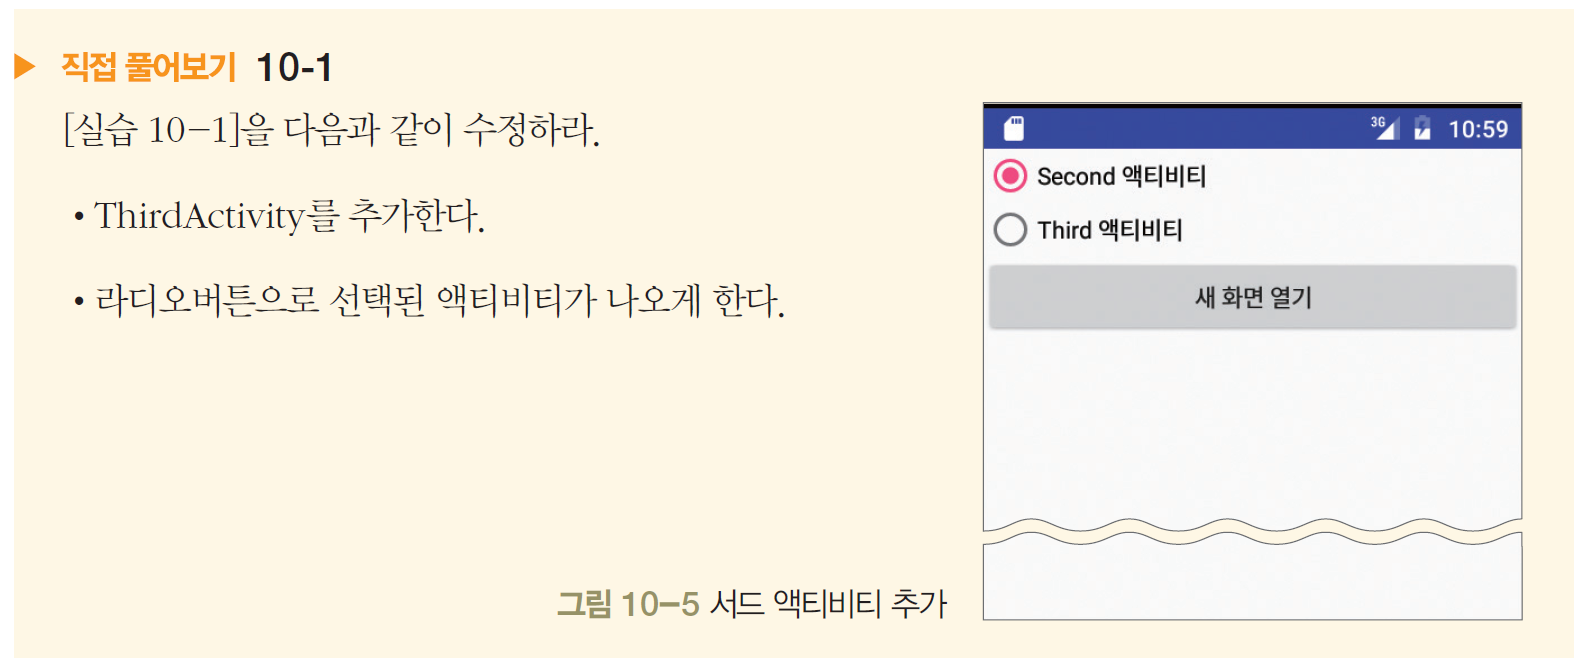 직접 풀어보기 10-1
[실습 10-1]을 다음과 같이 수정하라.
• ThirdActivity를 추가한다.
• 라디오버튼으로 선택된 액티비티가 나오게 한다.
3G 10:59
Second 액티비티
Third 액티비티
새 화면 열기
그림 10-5 서드 액티비티 추가